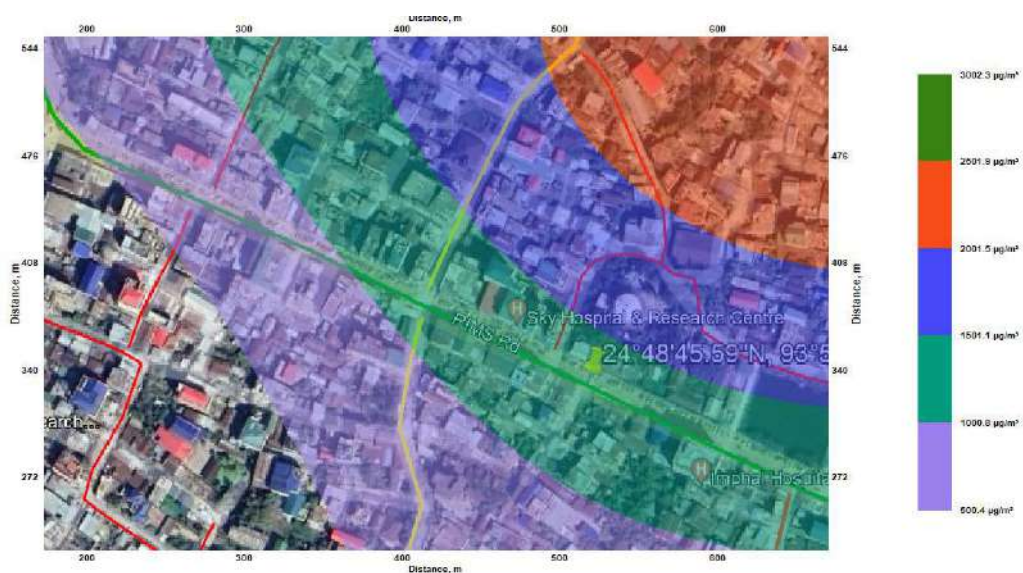 Distance, m
200 300 400 500 600
544 544
3002.3 µg/m³
476 476
2501.9 µg/m³
2001.5 µg/m³
408 408
Distance, m
Distance, m
Sky Hospital & Research Centre
PMS Rd
1501.1 µg/m³
24°48'45.59"N, 93°5
340 340
1000.8 µg/m³
earch...
272 272
Imphal Hospita
500.4 µg/m³
200 300 400 500 600
Distance, m